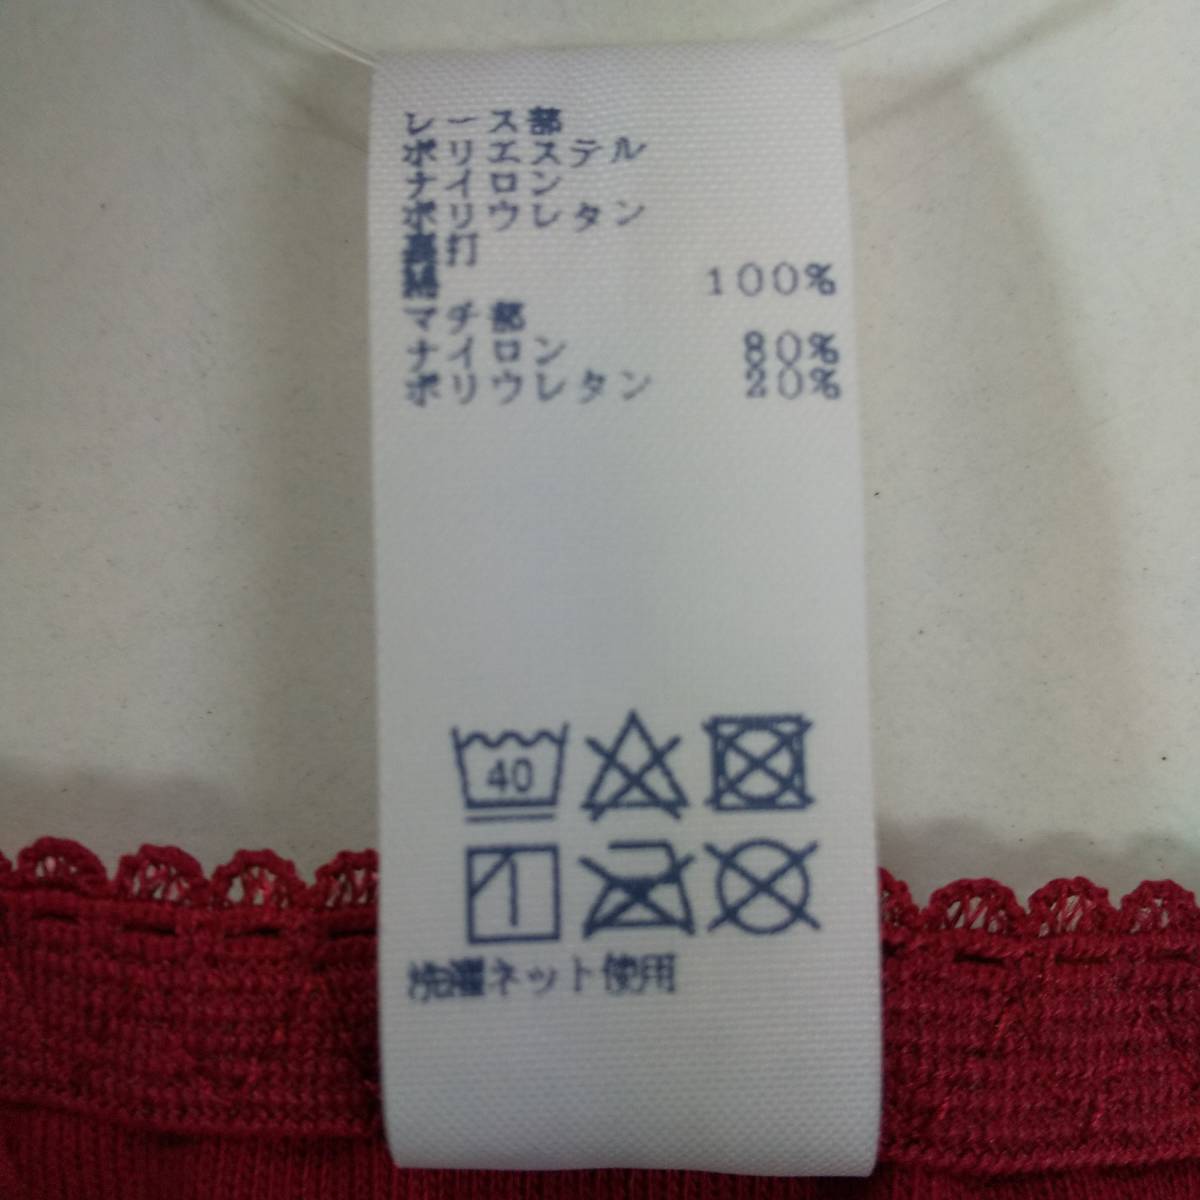 レース部
ポリエステル
ナイロン
ポリウレタン
裏打
綿 100%
マチ部
ナイロン 80%
ポリウレタン 20%
40
洗濯ネット使用